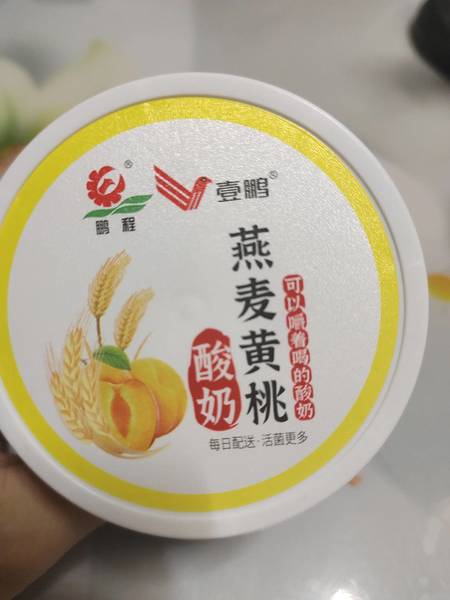 鹏程
壹鹏
燕麦黄桃
可以嚼着喝的酸奶
酸奶
每日配送·活菌更多